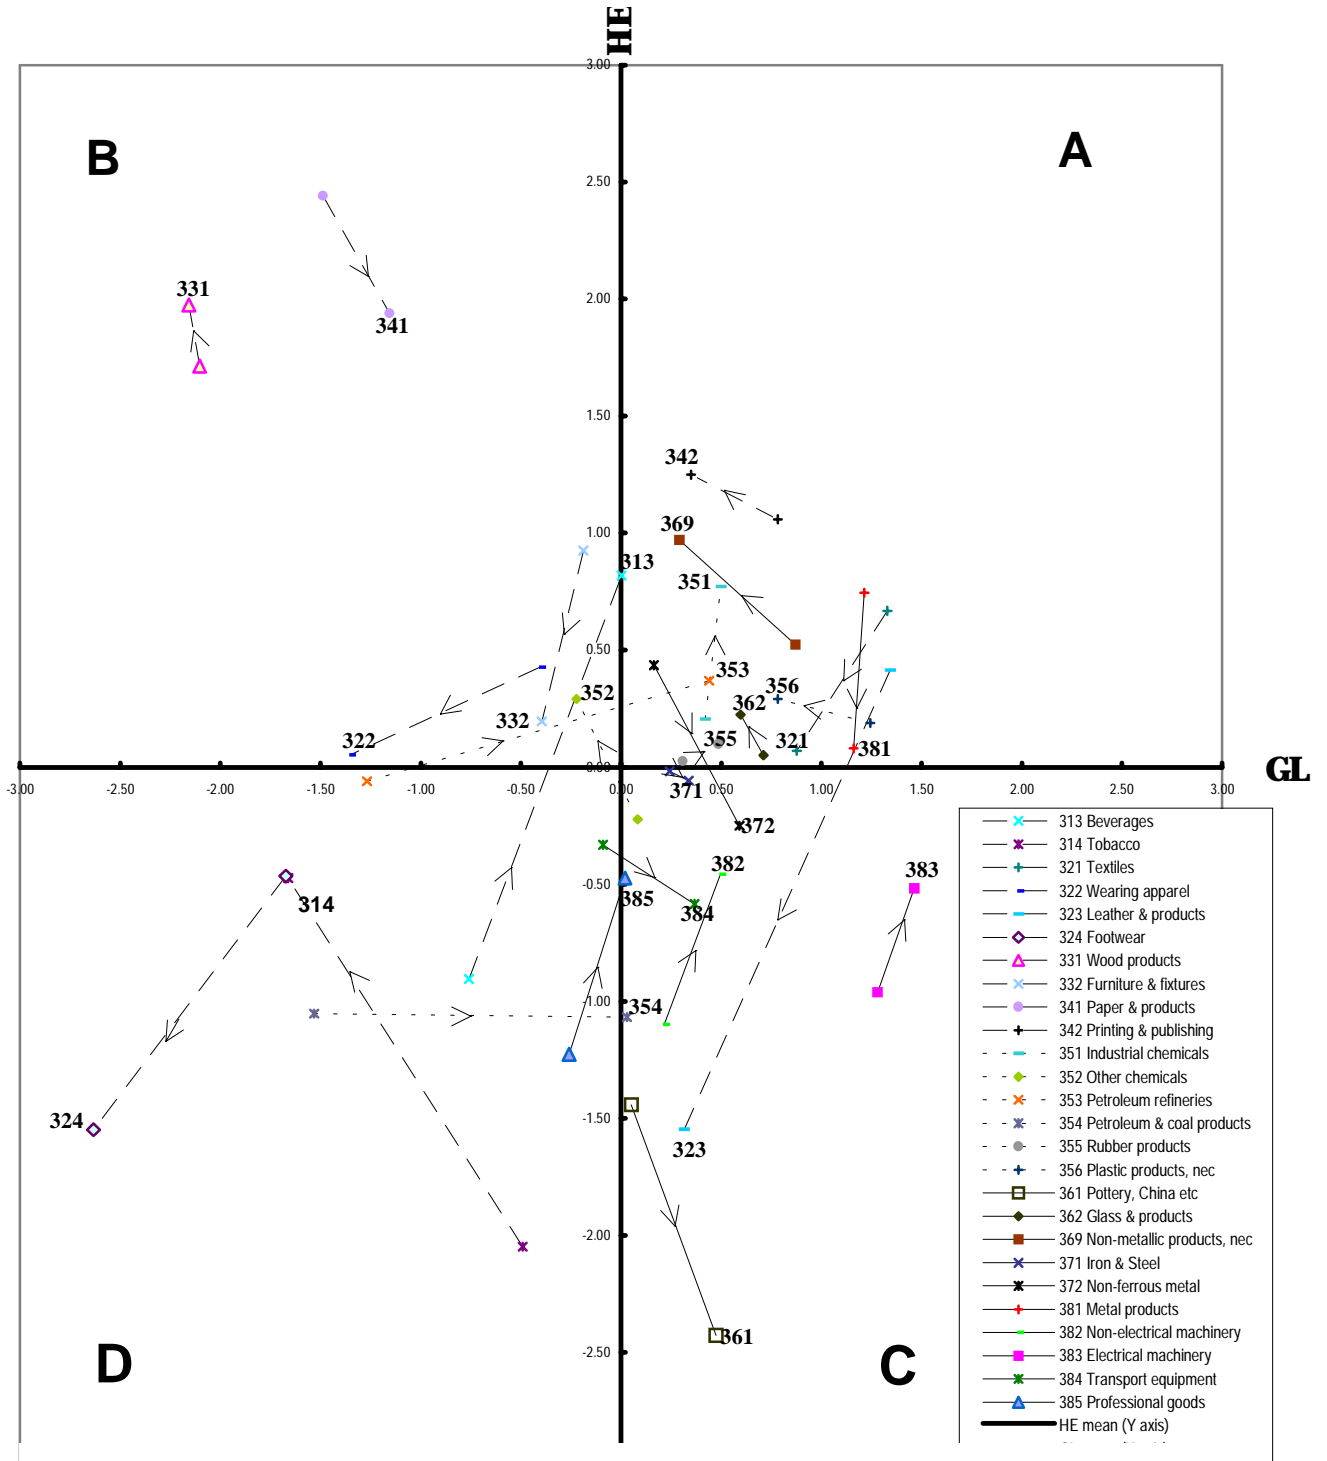 HE
3.00
B
A
2.50
331
2.00
341
1.50
342
1.00
369
313
351
0.50
353
352
356
362
332
322
355
321
381
0.00
GL
-3.00 -2.50 -2.00 -1.50 -1.00 -0.50 0.00 0.50 1.00 1.50 2.00 2.50 3.00
371
372
382
383
-0.50
385
314
384
-1.00
354
324
-1.50
323
-2.00
361
-2.50
D
C
313 Beverages
314 Tobacco
321 Textiles
322 Wearing apparel
323 Leather & products
324 Footwear
331 Wood products
332 Furniture & fixtures
341 Paper & products
342 Printing & publishing
351 Industrial chemicals
352 Other chemicals
353 Petroleum refineries
354 Petroleum & coal products
355 Rubber products
356 Plastic products, nec
361 Pottery, China etc
362 Glass & products
369 Non-metallic products, nec
371 Iron & Steel
372 Non-ferrous metal
381 Metal products
382 Non-electrical machinery
383 Electrical machinery
384 Transport equipment
385 Professional goods
HE mean (Y axis)